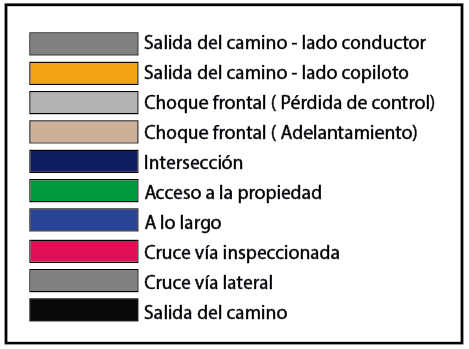 Salida del camino - lado conductor
Salida del camino - lado copiloto
Choque frontal ( Pérdida de control)
Choque frontal ( Adelantamiento)
Intersección
Acceso a la propiedad
A lo largo
Cruce vía inspeccionada
Cruce vía lateral
Salida del camino